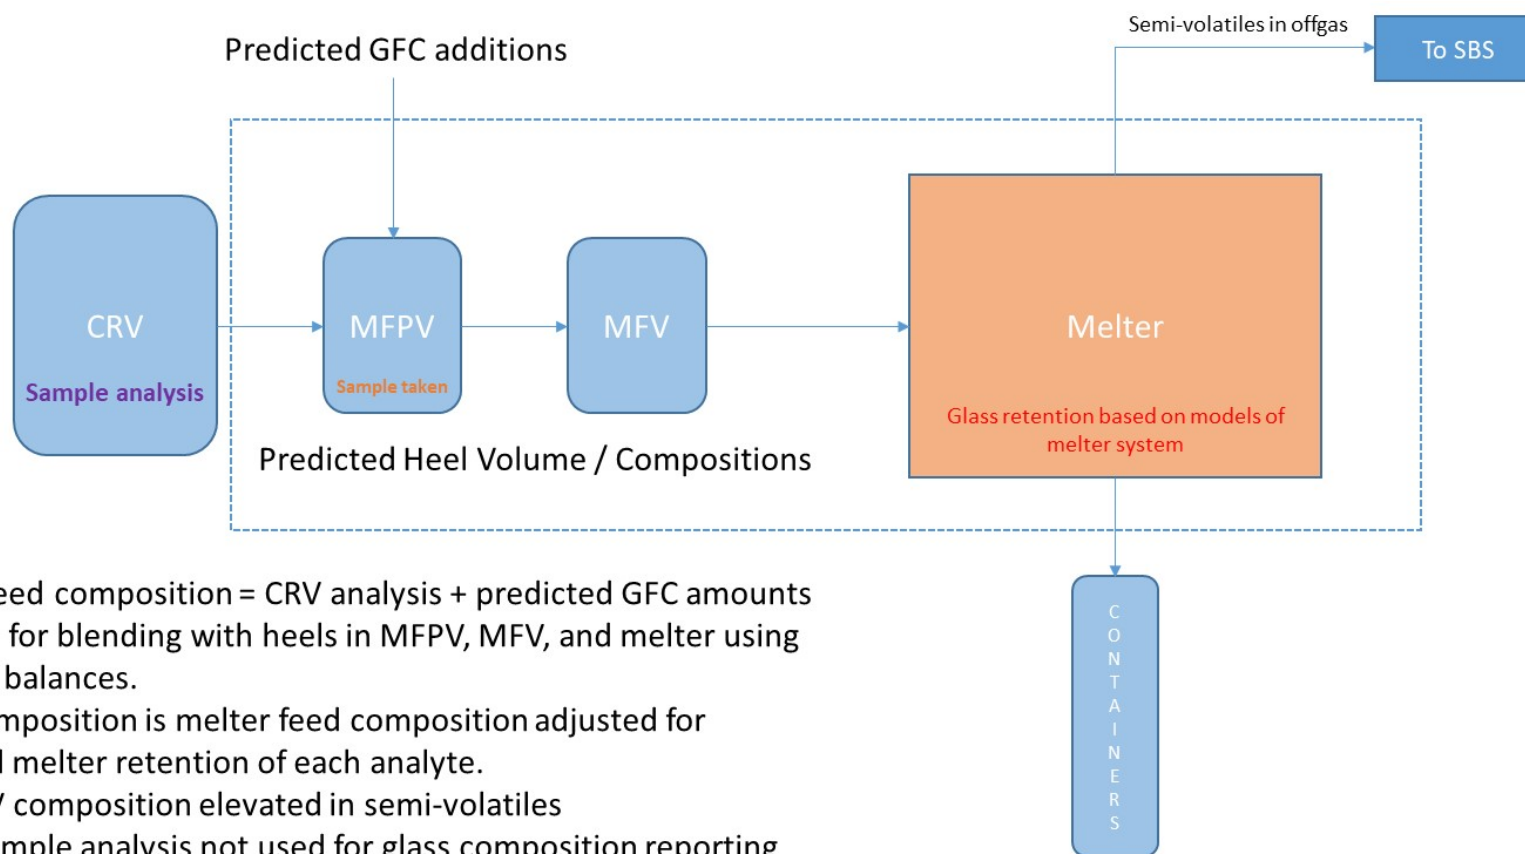 Semi-volatiles in offgas
To SBS
Predicted GFC additions
CRV
Sample analysis
MFPV
Sample taken
MFV
Melter
Glass retention based on models of
melter system
Predicted Heel Volume / Compositions
composition = CRV analysis + predicted GFC amounts
for blending with heels in MFPV, MFV, and melter using
balances.
is melter feed composition adjusted for
melter retention of each analyte.
composition elevated in semi-volatiles
analysis not used for glass composition reporting
CONTAINERS